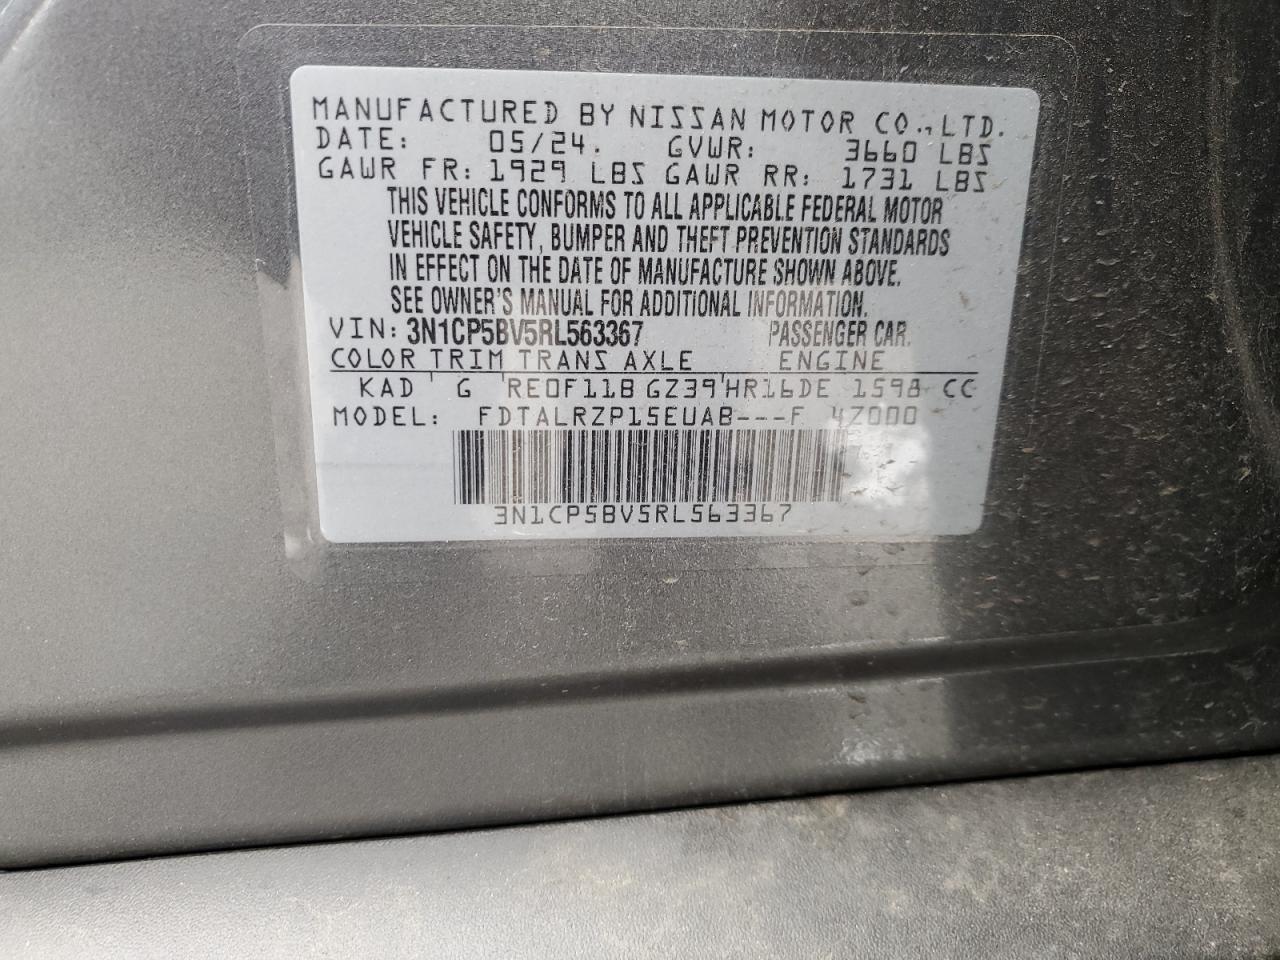 MANUFACTURED BY NISSAN MOTOR CO., LTD.
DATE: 05/24. GVWR: 3660 LBS
GAWR FR: 1929 LBS GAWR RR: 1731 LBS
THIS VEHICLE CONFORMS TO ALL APPLICABLE FEDERAL MOTOR
VEHICLE SAFETY, BUMPER AND THEFT PREVENTION STANDARDS
IN EFFECT ON THE DATE OF MANUFACTURE SHOWN ABOVE.
SEE OWNER'S MANUAL FOR ADDITIONAL INFORMATION.
VIN: 3N1CP5BV5RL563367 PASSENGER CAR.
COLOR TRIM TRANS AXLE ENGINE
KAD ' G ' RE0F11B GZ39 'HR16DE 1598 CC
MODEL: FDTALRZP15EUAB---F 4Z000
3N1CP5BV5RL563367